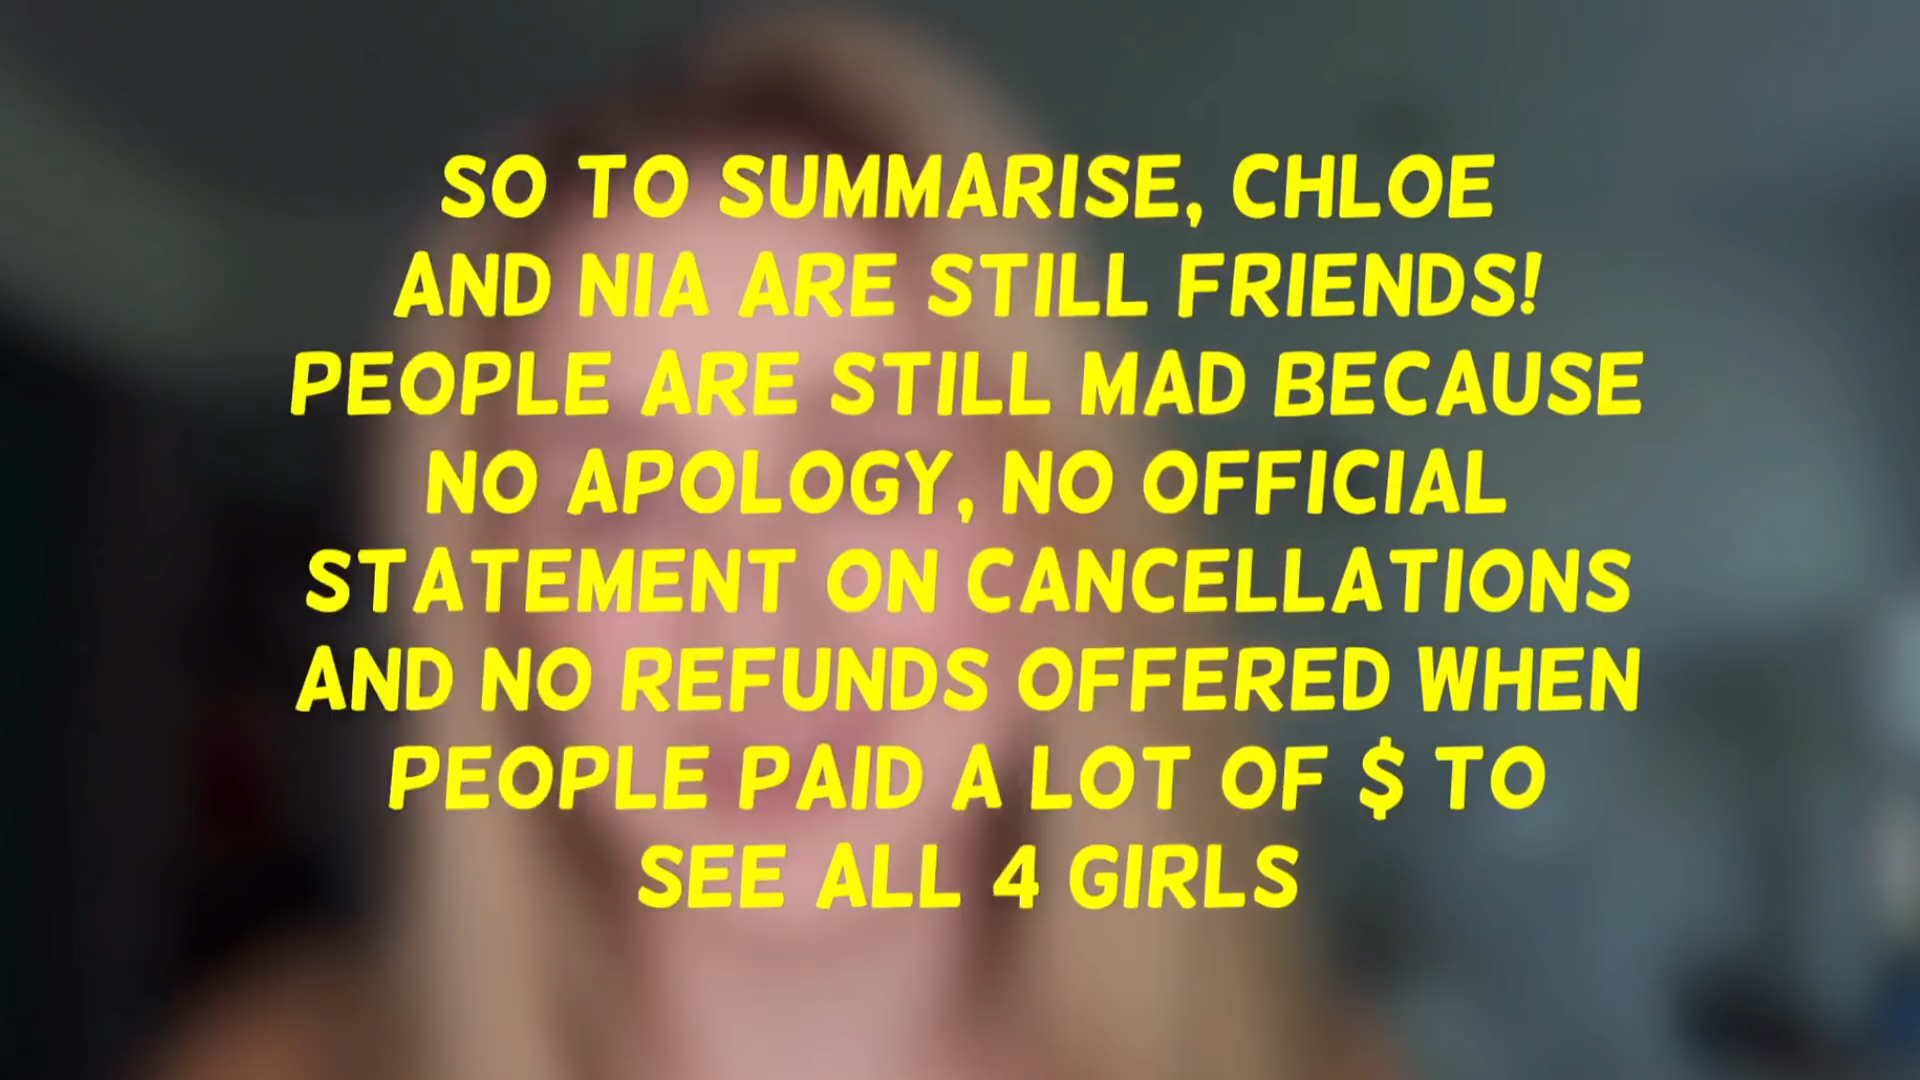 SO TO SUMMARISE, CHLOE
AND NIA ARE STILL FRIENDS!
PEOPLE ARE STILL MAD BECAUSE
NO APOLOGY, NO OFFICIAL
STATEMENT ON CANCELLATIONS
AND NO REFUNDS OFFERED WHEN
PEOPLE PAID A LOT OF $ TO
SEE ALL 4 GIRLS